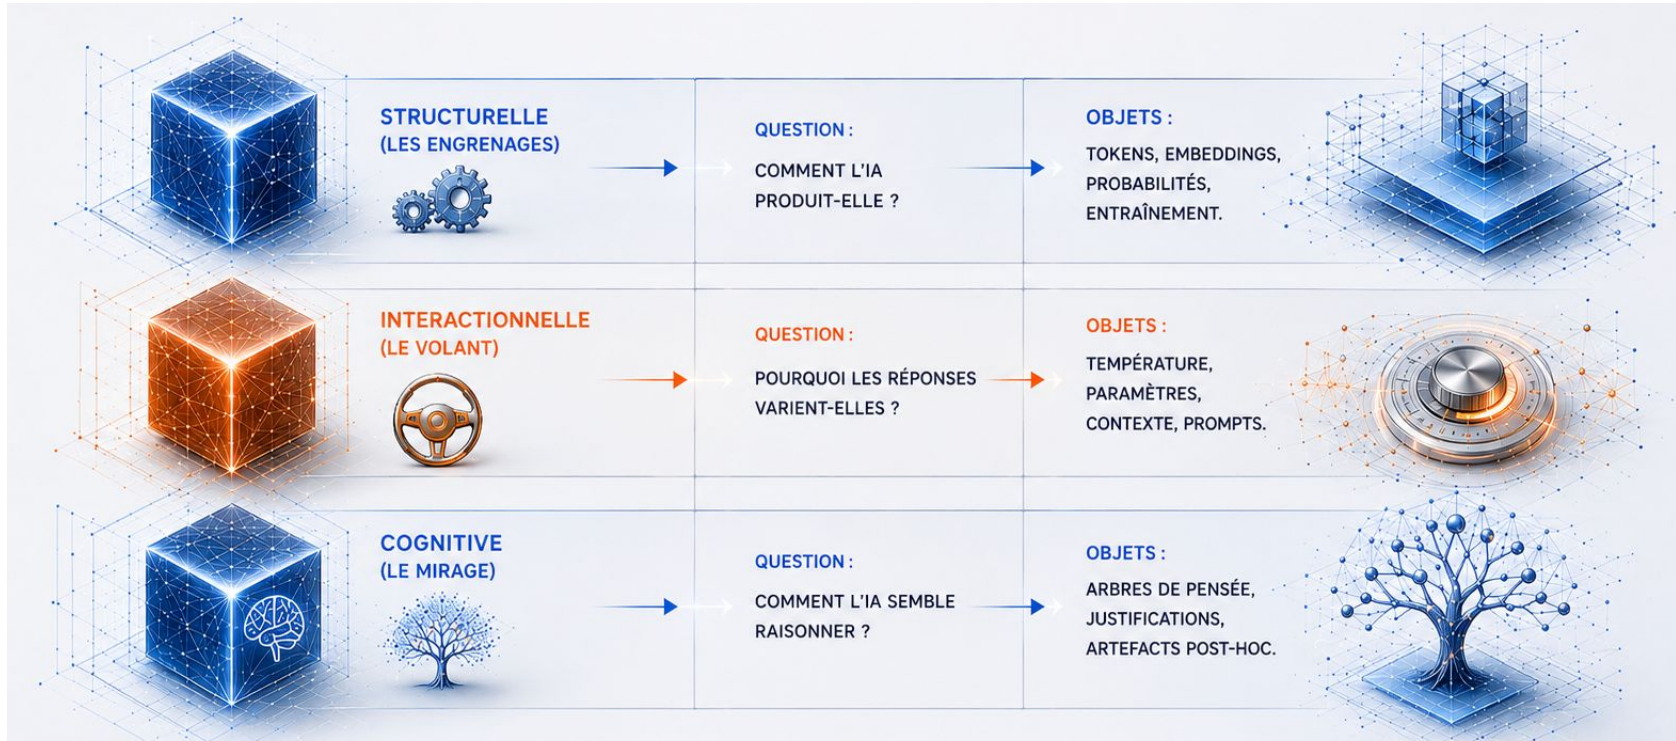 STRUCTURELLE
(LES ENGRENAGES)
QUESTION :
COMMENT L'IA
PRODUIT-ELLE ?
OBJETS :
TOKENS, EMBEDDINGS,
PROBABILITÉS,
ENTRAÎNEMENT.
INTERACTIONNELLE
(LE VOLANT)
QUESTION :
POURQUOI LES RÉPONSES
VARIENT-ELLES ?
OBJETS :
TEMPÉRATURE,
PARAMÈTRES,
CONTEXTE, PROMPTS.
COGNITIVE
(LE MIRAGE)
QUESTION :
COMMENT L'IA SEMBLE
RAISONNER ?
OBJETS :
ARBRES DE PENSÉE,
JUSTIFICATIONS,
ARTEFACTS POST-HOC.